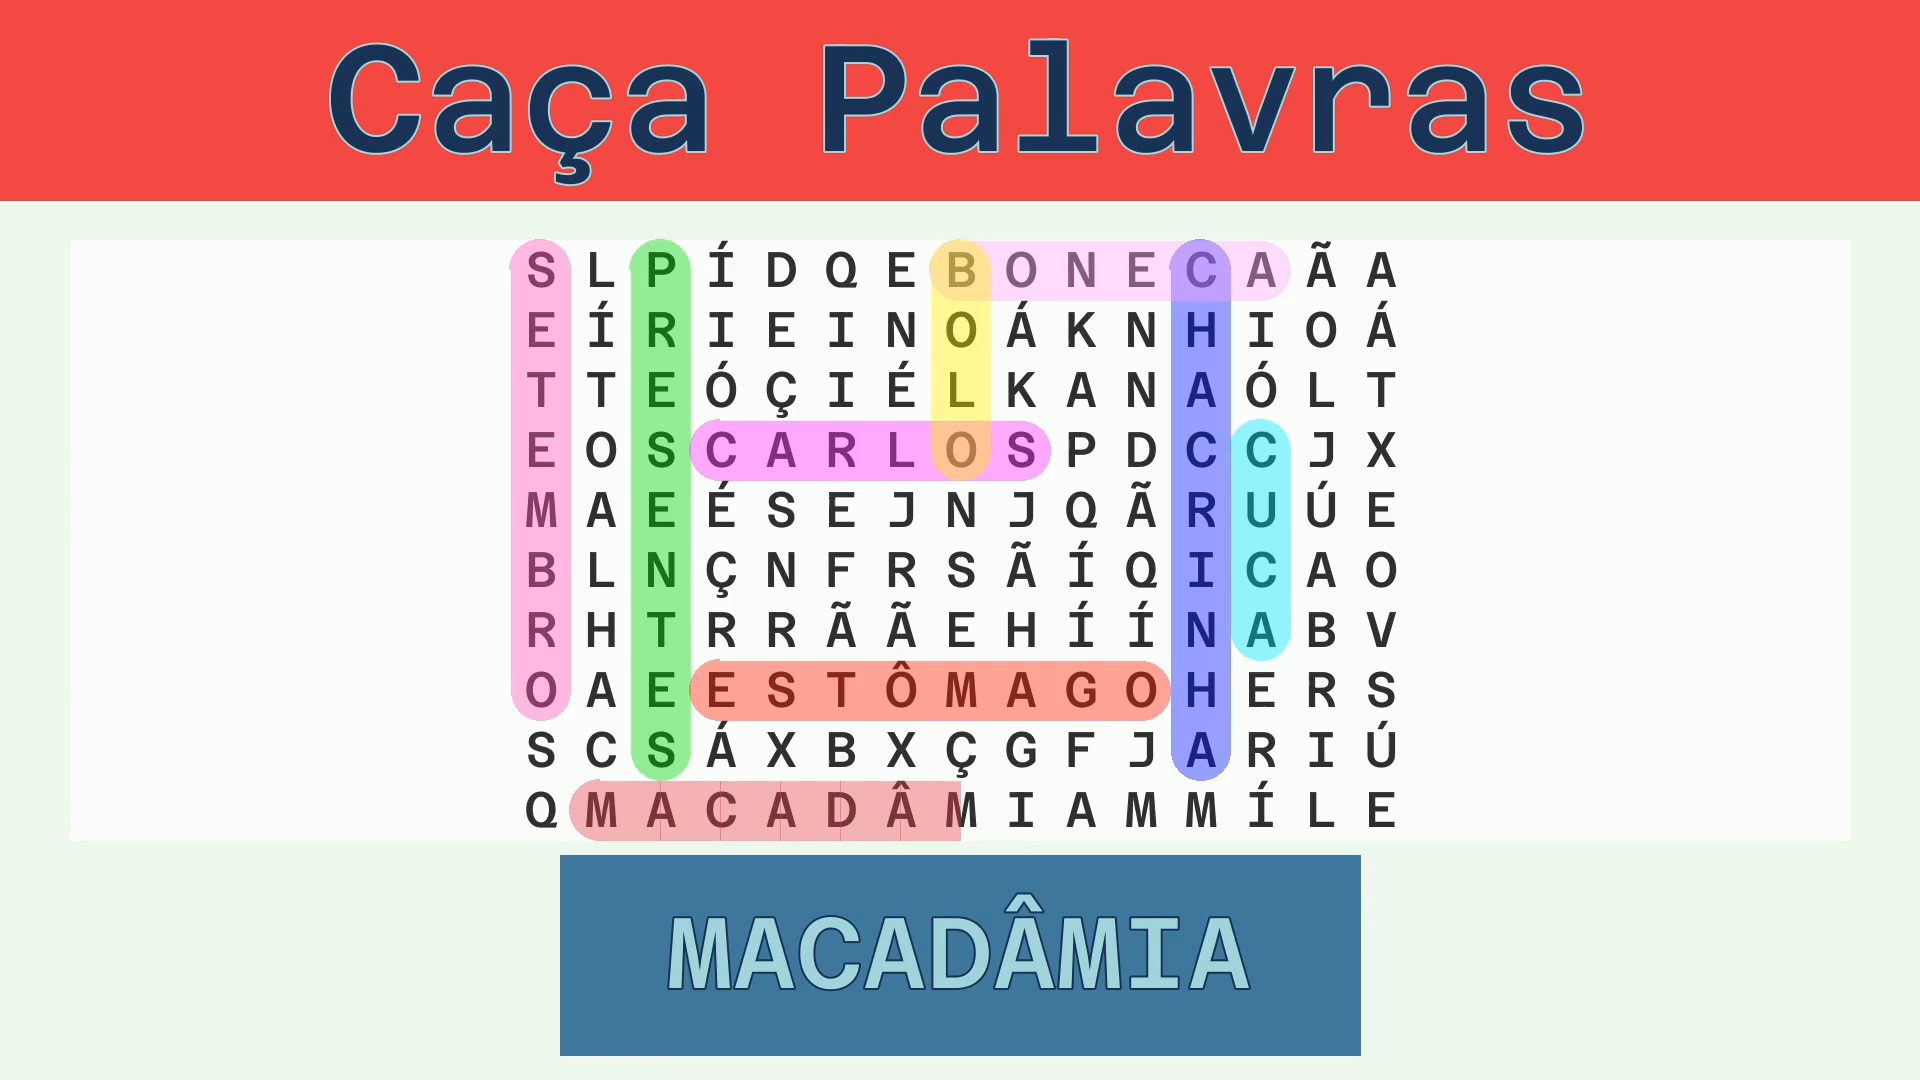 Caça Palavras
S L P Í D Q E B O N E C A Ã A
E Í R I E I N O Á K N H I O Á
T T E Ó Ç I É L K A N A Ó L T
E O S C A R L O S P D C C J X
M A E É S E J N J Q Ã R U Ú E
B L N Ç N F R S Ã Í Q I C A O
R H T R R Ã Ã E H Í Í N A B V
O A E E S T Ô M A G O H E R S
S C S Á X B X Ç G F J A R I Ú
Q M A C A D Â M I A M M Í L E
MACADÂMIA